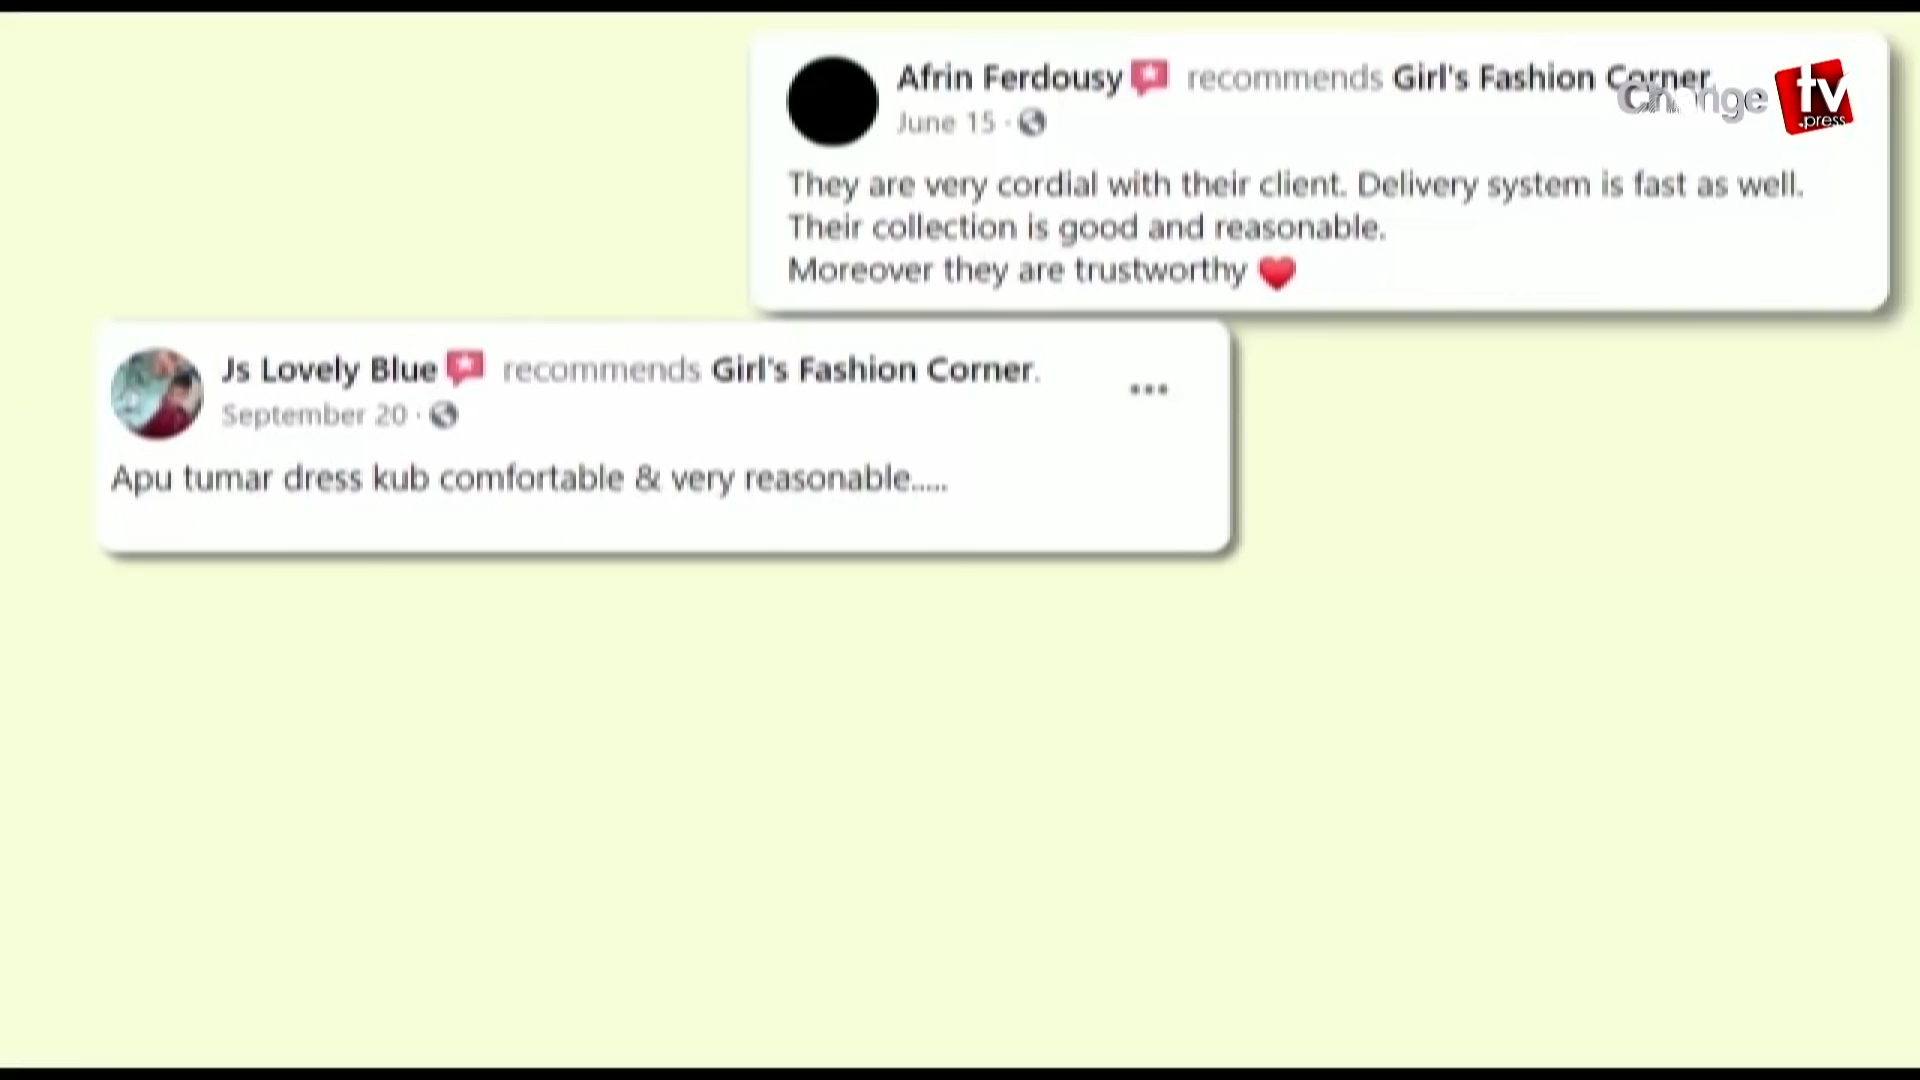 Afrin Ferdousy recommends Girl's Fashion Corner.
June 15 ·
Change tv .press
They are very cordial with their client. Delivery system is fast as well.
Their collection is good and reasonable.
Moreover they are trustworthy ❤
Js Lovely Blue recommends Girl's Fashion Corner.
September 20 ·
Apu tumar dress kub comfortable & very reasonable.....